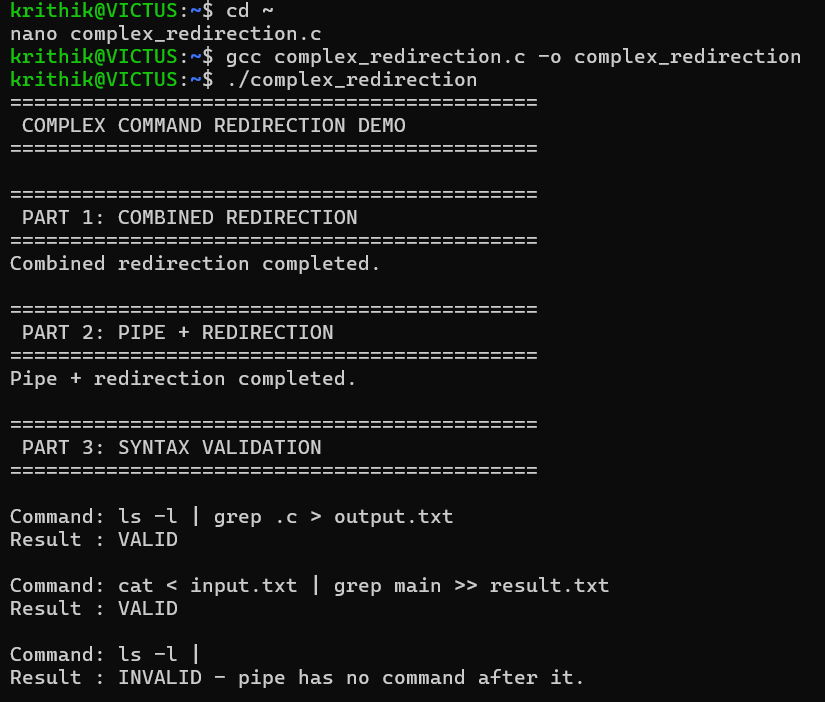 krithik@VICTUS:~$ cd ~
nano complex_redirection.c
krithik@VICTUS:~$ gcc complex_redirection.c -o complex_redirection
krithik@VICTUS:~$ ./complex_redirection
============================================
 COMPLEX COMMAND REDIRECTION DEMO
============================================

============================================
 PART 1: COMBINED REDIRECTION
============================================
Combined redirection completed.

============================================
 PART 2: PIPE + REDIRECTION
============================================
Pipe + redirection completed.

============================================
 PART 3: SYNTAX VALIDATION
============================================

Command: ls -l | grep .c > output.txt
Result : VALID

Command: cat < input.txt | grep main >> result.txt
Result : VALID

Command: ls -l |
Result : INVALID - pipe has no command after it.